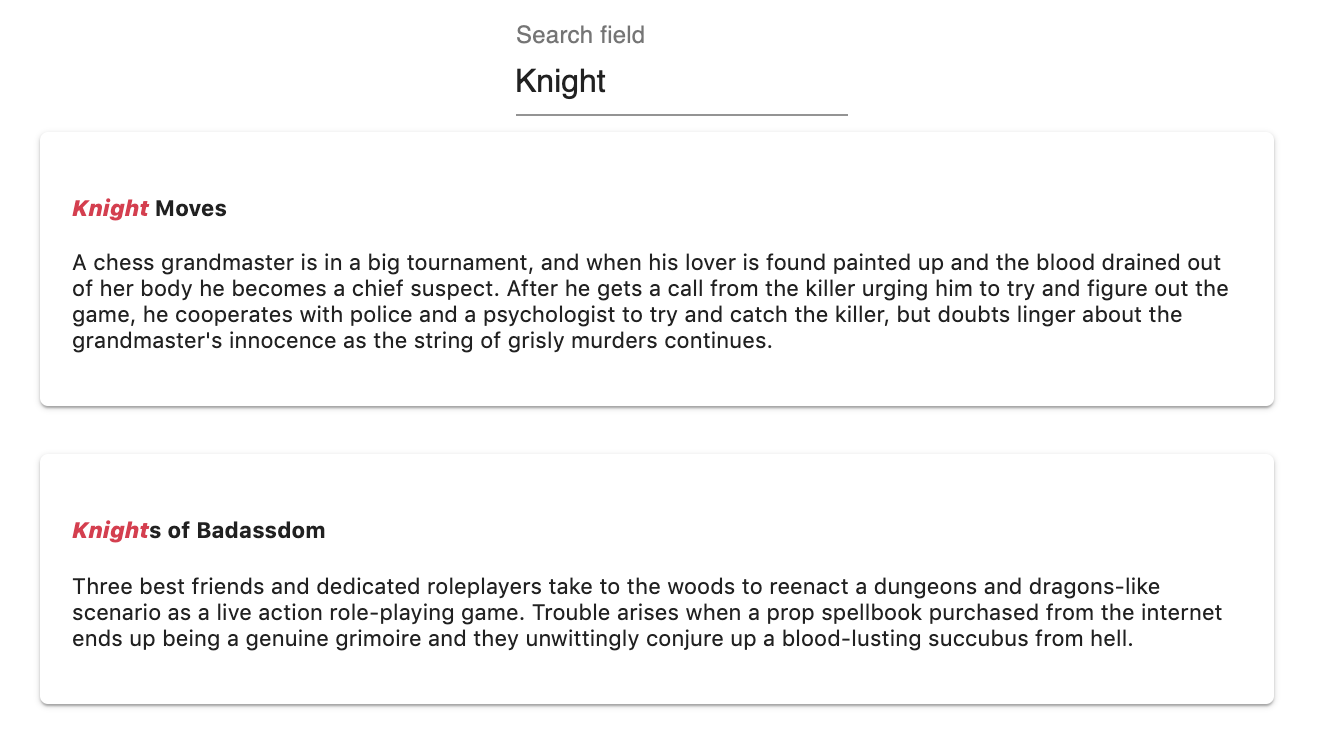 Search field
Knight
Knight Moves
A chess grandmaster is in a big tournament, and when his lover is found painted up and the blood drained out
of her body he becomes a chief suspect. After he gets a call from the killer urging him to try and figure out the
game, he cooperates with police and a psychologist to try and catch the killer, but doubts linger about the
grandmaster's innocence as the string of grisly murders continues.
Knights of Badassdom
Three best friends and dedicated roleplayers take to the woods to reenact a dungeons and dragons-like
scenario as a live action role-playing game. Trouble arises when a prop spellbook purchased from the internet
ends up being a genuine grimoire and they unwittingly conjure up a blood-lusting succubus from hell.